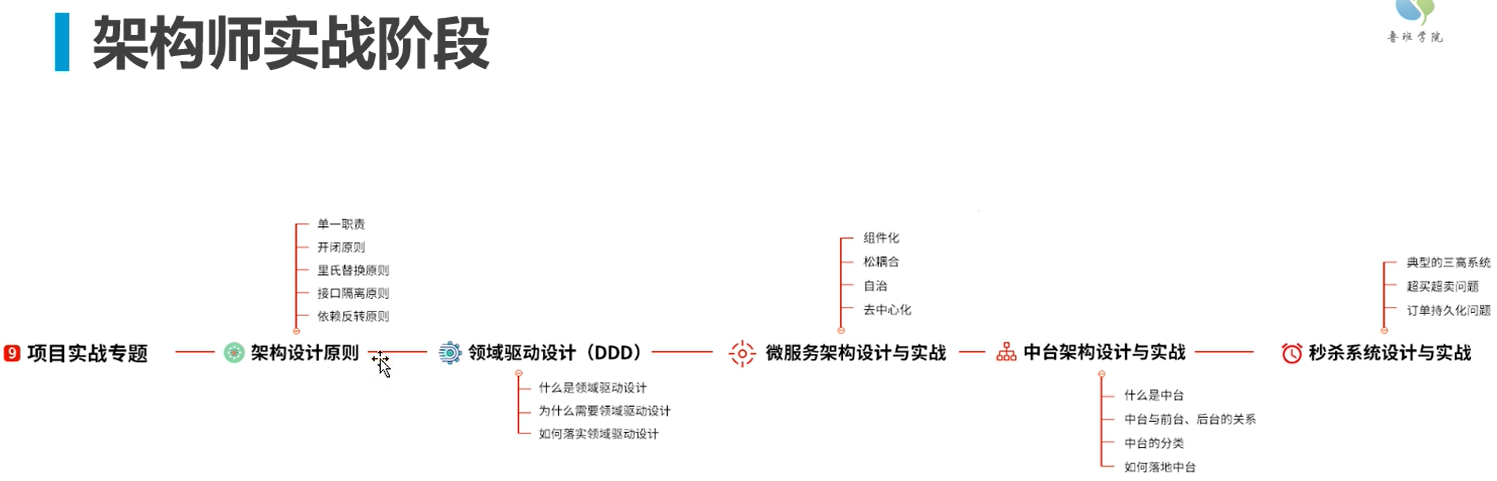 架构师实战阶段
鲁班学院
9 项目实战专题
架构设计原则
单一职责
开闭原则
里氏替换原则
接口隔离原则
依赖反转原则
领域驱动设计（DDD）
什么是领域驱动设计
为什么需要领域驱动设计
如何落实领域驱动设计
微服务架构设计与实战
组件化
松耦合
自治
去中心化
中台架构设计与实战
什么是中台
中台与前台、后台的关系
中台的分类
如何落地中台
秒杀系统设计与实战
典型的三高系统
超买超卖问题
订单持久化问题